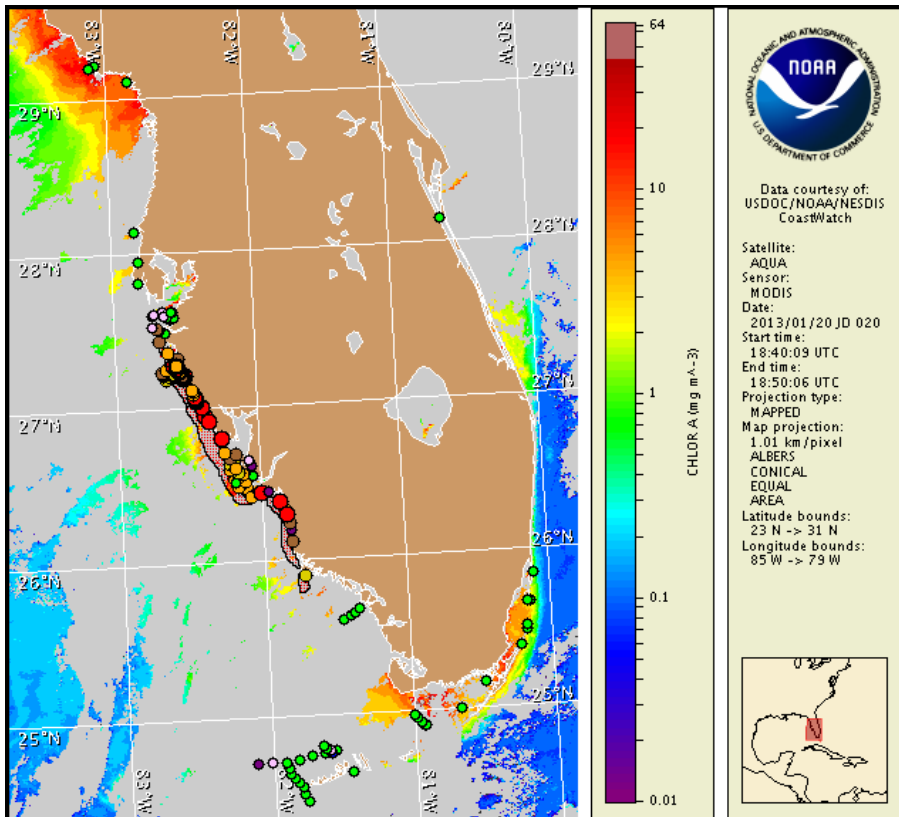 83°W
82°W
81°W
80°W
29°N
29°N
28°N
28°N
27°N
27°N
26°N
26°N
25°N
25°N
83°W
82°W
81°W
64
10
1
0.1
0.01
CHLOR A (mg m^-3)
NATIONAL OCEANIC AND ATMOSPHERIC ADMINISTRATION
NOAA
U.S. DEPARTMENT OF COMMERCE
Data courtesy of:
USDOC/NOAA/NESDIS
CoastWatch
Satellite:
AQUA
Sensor:
MODIS
Date:
2013/01/20 JD 020
Start time:
18:40:09 UTC
End time:
18:50:06 UTC
Projection type:
MAPPED
Map projection:
1.01 km/pixel
ALBERS
CONICAL
EQUAL
AREA
Latitude bounds:
23 N -> 31 N
Longitude bounds:
85 W -> 79 W